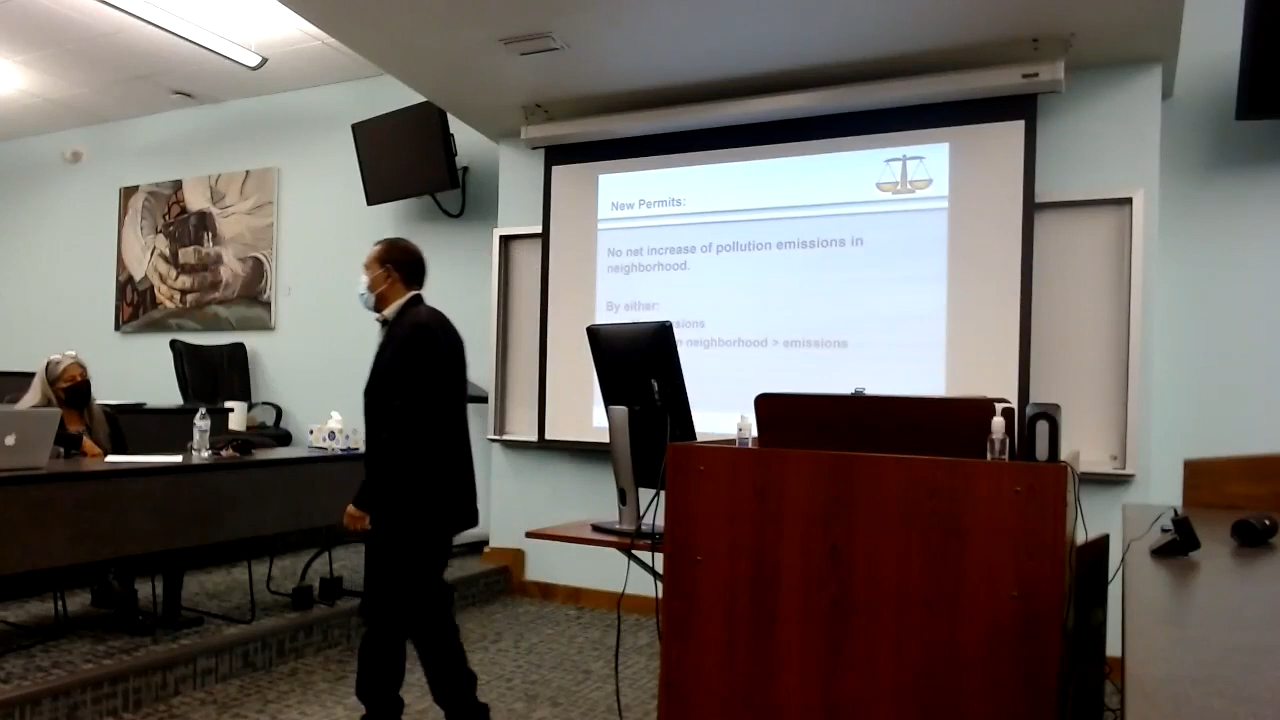 New Permits:
No net increase of pollution emissions in
neighborhood.
By either:
neighborhood > emissions